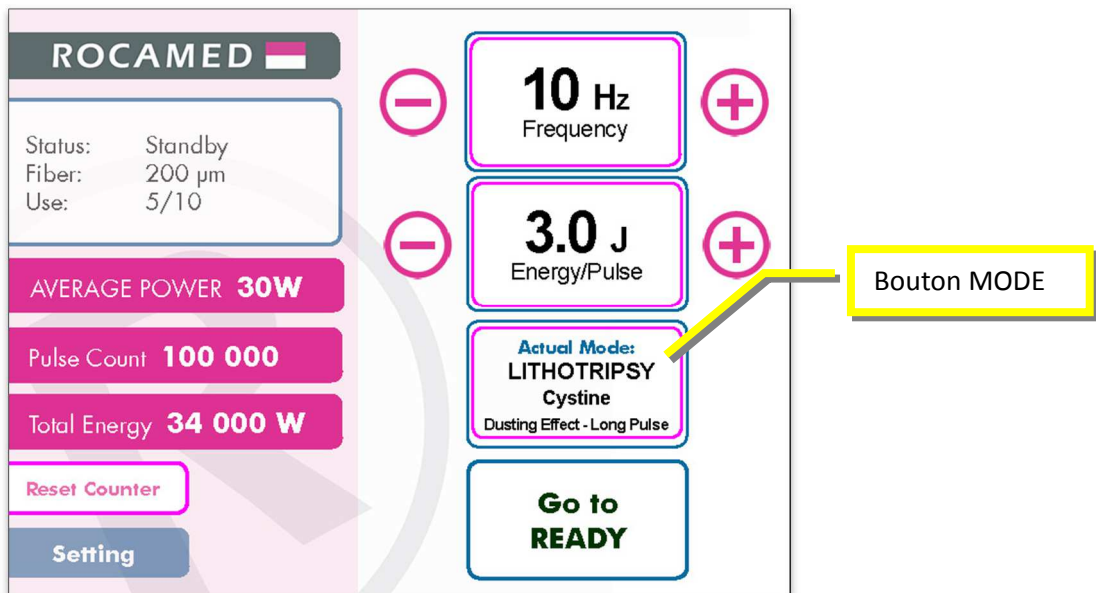 ROCAMED
Status: Standby
Fiber: 200 µm
Use: 5/10
AVERAGE POWER 30W
Pulse Count 100 000
Total Energy 34 000 W
Reset Counter
Setting
10 Hz
Frequency
3.0 J
Energy/Pulse
Actual Mode:
LITHOTRIPSY
Cystine
Dusting Effect - Long Pulse
Go to
READY
Bouton MODE